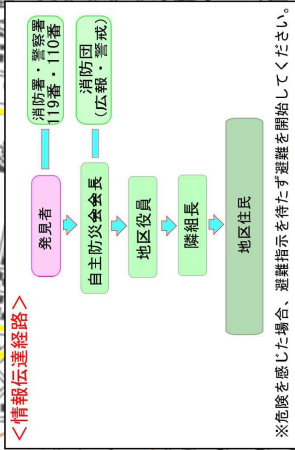 ＜情報伝達経路＞
発見者
消防署・警察署
119番・110番
自主防災会会長
消防団
(広報・警戒)
地区役員
隣組長
地区住民
※危険を感じた場合、避難指示を待たず避難を開始してください。